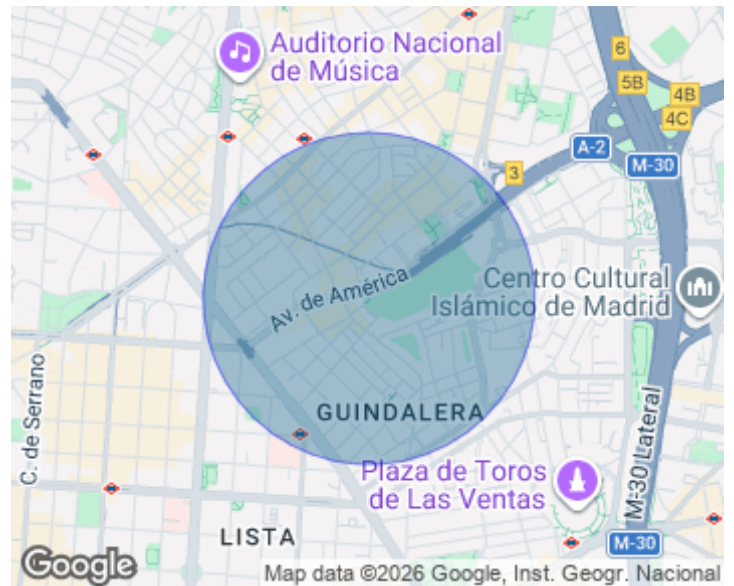 Auditorio Nacional
de Música
6
5B
4B
4C
A-2
M-30
3
Av. de América
Centro Cultural
Islámico de Madrid
C. de Serrano
GUINDALERA
Plaza de Toros
de Las Ventas
M-30 Lateral
LISTA
M-30
Google
Map data ©2026 Google, Inst. Geogr. Nacional